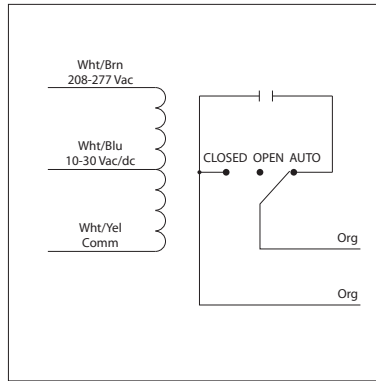 Wht/Brn
208-277 Vac
Wht/Blu
10-30 Vac/dc
Wht/Yel
Comm
CLOSED OPEN AUTO
Org
Org